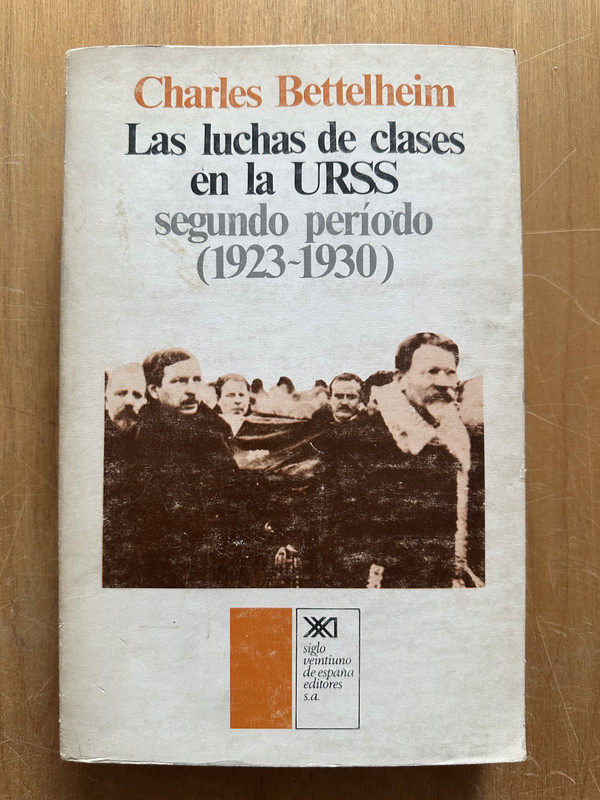 Charles Bettelheim
Las luchas de clases
en la URSS
segundo período
(1923-1930)
XXI
siglo
veintiuno
de españa
editores
s.a.